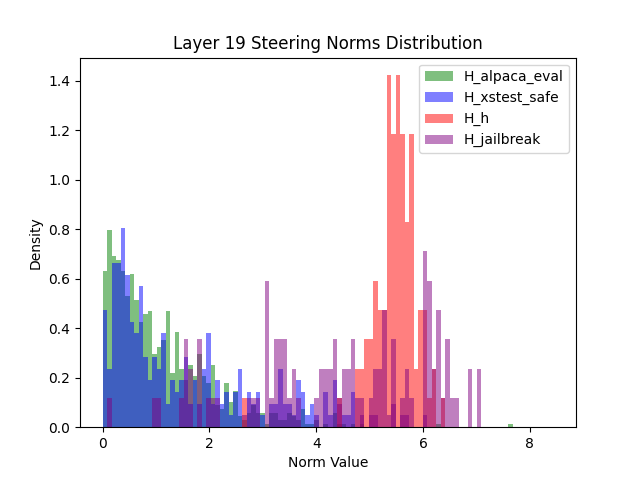 Layer 19 Steering Norms Distribution
H_alpaca_eval
H_xstest_safe
H_h
H_jailbreak
Density
1.4
1.2
1.0
0.8
0.6
0.4
0.2
0.0
0 2 4 6 8
Norm Value